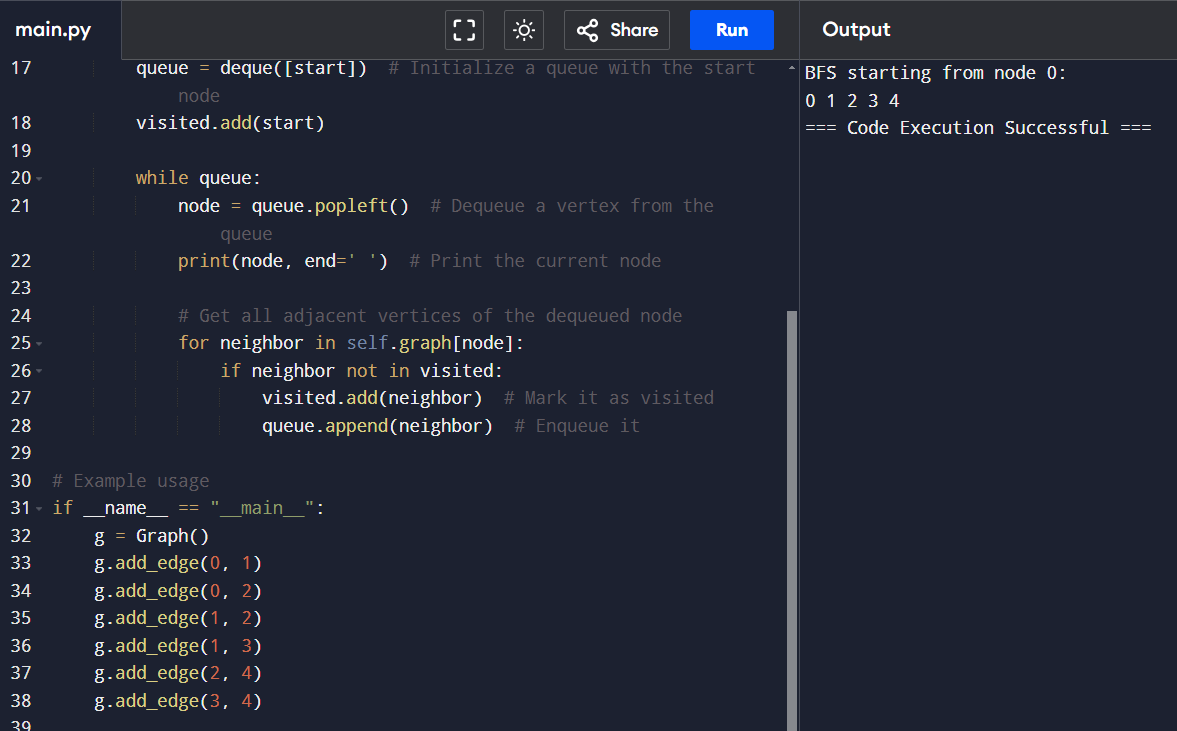 main.py
Share
Run
Output
17 queue = deque([start])  # Initialize a queue with the start
node
18 visited.add(start)
19
20 while queue:
21 node = queue.popleft()  # Dequeue a vertex from the
queue
22 print(node, end=' ')  # Print the current node
23
24 # Get all adjacent vertices of the dequeued node
25 for neighbor in self.graph[node]:
26 if neighbor not in visited:
27 visited.add(neighbor)  # Mark it as visited
28 queue.append(neighbor)  # Enqueue it
29
30 # Example usage
31 if __name__ == "__main__":
32 g = Graph()
33 g.add_edge(0, 1)
34 g.add_edge(0, 2)
35 g.add_edge(1, 2)
36 g.add_edge(1, 3)
37 g.add_edge(2, 4)
38 g.add_edge(3, 4)
39
BFS starting from node 0:
0 1 2 3 4
=== Code Execution Successful ===